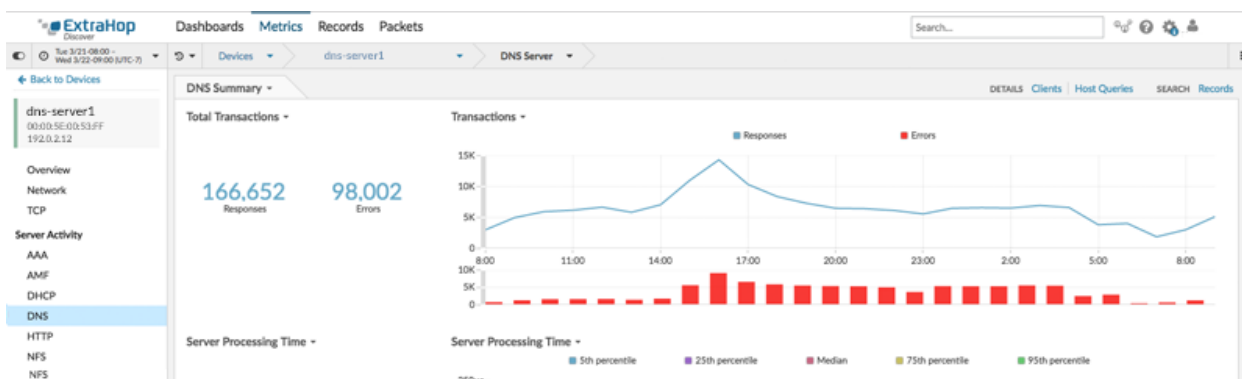 ExtraHop
Discover
Dashboards Metrics Records Packets
Search...
Tue 3/21-08:00 -
Wed 3/22-09:00 (UTC-7)
Devices
dns-server1
DNS Server
Back to Devices
dns-server1
00:00:5E:00:53:FF
192.0.2.12
Overview
Network
TCP
Server Activity
AAA
AMF
DHCP
DNS
HTTP
NFS
NFS
DNS Summary
DETAILS Clients Host Queries SEARCH Records
Total Transactions
166,652
Responses
98,002
Errors
Transactions
Responses Errors
15K
10K
5K
0
8:00 11:00 14:00 17:00 20:00 23:00 2:00 5:00 8:00
10K
5K
0
Server Processing Time
Server Processing Time
5th percentile 25th percentile Median 75th percentile 95th percentile